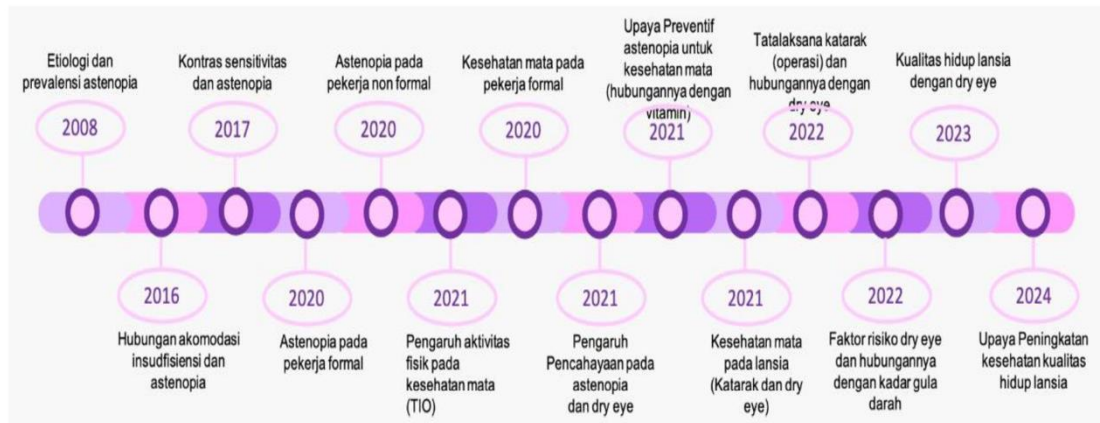 Etiologi dan
prevalensi astenopia
2008
2016
Hubungan akomodasi
insudfisiensi dan
astenopia
Kontras sensitivitas
dan astenopia
2017
2020
Astenopia pada
pekerja formal
Astenopia pada
pekerja non formal
2020
2021
Pengaruh aktivitas
fisik pada
kesehatan mata
(TIO)
Kesehatan mata pada
pekerja formal
2020
2021
Pengaruh
Pencahayaan pada
astenopia
dan dry eye
Upaya Preventif
astenopia untuk
kesehatan mata
(hubungannya dengan
vitamin)
2021
2021
Kesehatan mata
pada lansia
(Katarak dan dry
eye)
Tatalaksana katarak
(operasi) dan
hubungannya dengan
dry eye
2022
2022
Faktor risiko dry eye
dan hubungannya
dengan kadar gula
darah
Kualitas hidup lansia
dengan dry eye
2023
2024
Upaya Peningkatan
kesehatan kualitas
hidup lansia